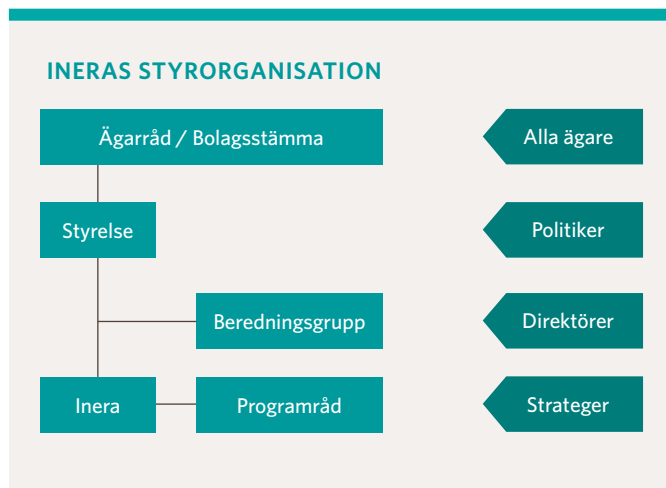 INERAS STYRORGANISATION
Ägarråd / Bolagsstämma
Alla ägare
Styrelse
Politiker
Beredningsgrupp
Direktörer
Inera
Programråd
Strateger